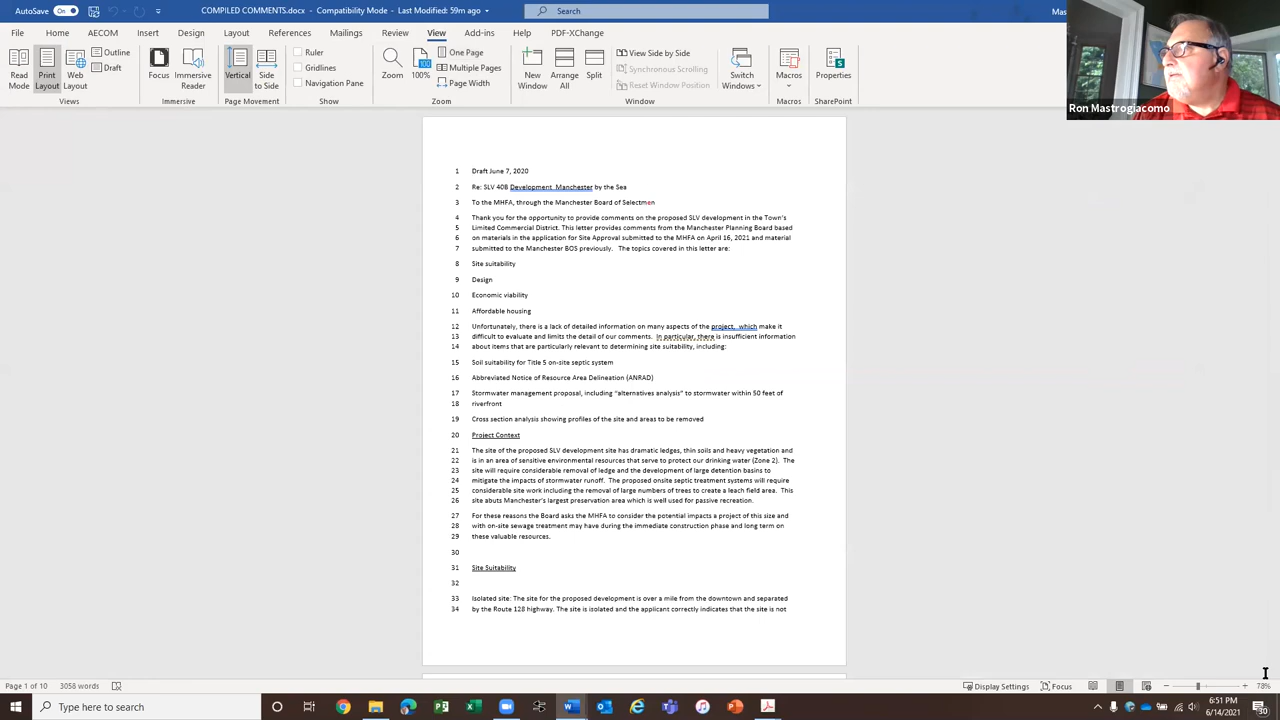 AutoSave
COMPILED COMMENTS.docx
Search
Mas
File Home AECOM Insert Design Layout References Mailings Review View Add-ins Help PDF-XChange
Read Mode
Print Layout
Web Layout
Outline
Draft
Views
Focus
Immersive Reader
Immersive
Vertical
Side to Side
Page Movement
Ruler
Gridlines
Navigation Pane
Show
Zoom
100
100%
One Page
Multiple Pages
Page Width
Zoom
New Window
Arrange All
Split
View Side by Side
Synchronous Scrolling
Reset Window Position
Window
Switch Windows
Macros
Macros
Properties
SharePoint
Ron Mastrogiacomo
1 Draft June 7, 2020
2 Re: SLV 40B Development Manchester by the Sea
3 To the MHFA, through the Manchester Board of Selectmen
4 Thank you for the opportunity to provide comments on the proposed SLV development in the Town's
5 Limited Commercial District. This letter provides comments from the Manchester Planning Board based
6 on materials in the application for Site Approval submitted to the MHFA on April 16, 2021 and material
7 submitted to the Manchester BOS previously. The topics covered in this letter are:
8 Site suitability
9 Design
10 Economic viability
11 Affordable housing
12 Unfortunately, there is a lack of detailed information on many aspects of the project, which make it
13 difficult to evaluate and limits the detail of our comments. In particular, there is insufficient information
14 about items that are particularly relevant to determining site suitability, including:
15 Soil suitability for Title 5 on-site septic system
16 Abbreviated Notice of Resource Area Delineation (ANRAD)
17 Stormwater management proposal, including "alternatives analysis" to stormwater within 50 feet of
18 riverfront
19 Cross section analysis showing profiles of the site and areas to be removed
20 Project Context
21 The site of the proposed SLV development site has dramatic ledges, thin soils and heavy vegetation and
22 is in an area of sensitive environmental resources that serve to protect our drinking water (Zone 2). The
23 site will require considerable removal of ledge and the development of large detention basins to
24 mitigate the impacts of stormwater runoff. The proposed onsite septic treatment systems will require
25 considerable site work including the removal of large numbers of trees to create a leach field area. This
26 site abuts Manchester's largest preservation area which is well used for passive recreation.
27 For these reasons the Board asks the MHFA to consider the potential impacts a project of this size and
28 with on-site sewage treatment may have during the immediate construction phase and long term on
29 these valuable resources.
30
31 Site Suitability
32
33 Isolated site: The site for the proposed development is over a mile from the downtown and separated
34 by the Route 128 highway. The site is isolated and the applicant correctly indicates that the site is not
Page 1 of 10 3058 words
Display Settings Focus 78%
Type here to search
6:51 PM
6/14/2021